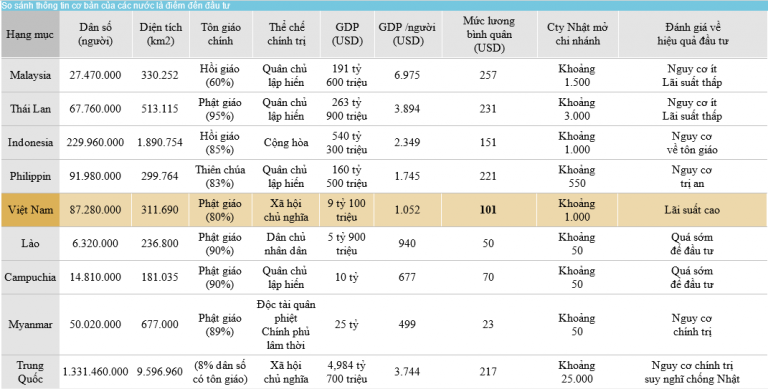 So sánh thông tin cơ bản của các nước là điểm đến đầu tư
Hạng mục | Dân số (người) | Diện tích (km2) | Tôn giáo chính | Thể chế chính trị | GDP (USD) | GDP /người (USD) | Mức lương bình quân (USD) | Cty Nhật mở chi nhánh | Đánh giá về hiệu quả đầu tư
Malaysia | 27.470.000 | 330.252 | Hồi giáo (60%) | Quân chủ lập hiến | 191 tỷ 600 triệu | 6.975 | 257 | Khoảng 1.500 | Nguy cơ ít Lãi suất thấp
Thái Lan | 67.760.000 | 513.115 | Phật giáo (95%) | Quân chủ lập hiến | 263 tỷ 900 triệu | 3.894 | 231 | Khoảng 3.000 | Nguy cơ ít Lãi suất thấp
Indonesia | 229.960.000 | 1.890.754 | Hồi giáo (85%) | Cộng hòa | 540 tỷ 300 triệu | 2.349 | 151 | Khoảng 1.000 | Nguy cơ về tôn giáo
Philippin | 91.980.000 | 299.764 | Thiên chúa (83%) | Quân chủ lập hiến | 160 tỷ 500 triệu | 1.745 | 221 | Khoảng 550 | Nguy cơ trị an
Việt Nam | 87.280.000 | 311.690 | Phật giáo (80%) | Xã hội chủ nghĩa | 9 tỷ 100 triệu | 1.052 | 101 | Khoảng 1.000 | Lãi suất cao
Lào | 6.320.000 | 236.800 | Phật giáo (90%) | Dân chủ nhân dân | 5 tỷ 900 triệu | 940 | 50 | Khoảng 50 | Quá sớm để đầu tư
Campuchia | 14.810.000 | 181.035 | Phật giáo (90%) | Quân chủ lập hiến | 10 tỷ | 677 | 70 | Khoảng 50 | Quá sớm để đầu tư
Myanmar | 50.020.000 | 677.000 | Phật giáo (89%) | Độc tài quân phiệt Chính phủ lâm thời | 25 tỷ | 499 | 23 | Khoảng 50 | Nguy cơ chính trị
Trung Quốc | 1.331.460.000 | 9.596.960 | (8% dân số có tôn giáo) | Xã hội chủ nghĩa | 4,984 tỷ 700 triệu | 3.744 | 217 | Khoảng 25.000 | Nguy cơ chính trị suy nghĩ chống Nhật